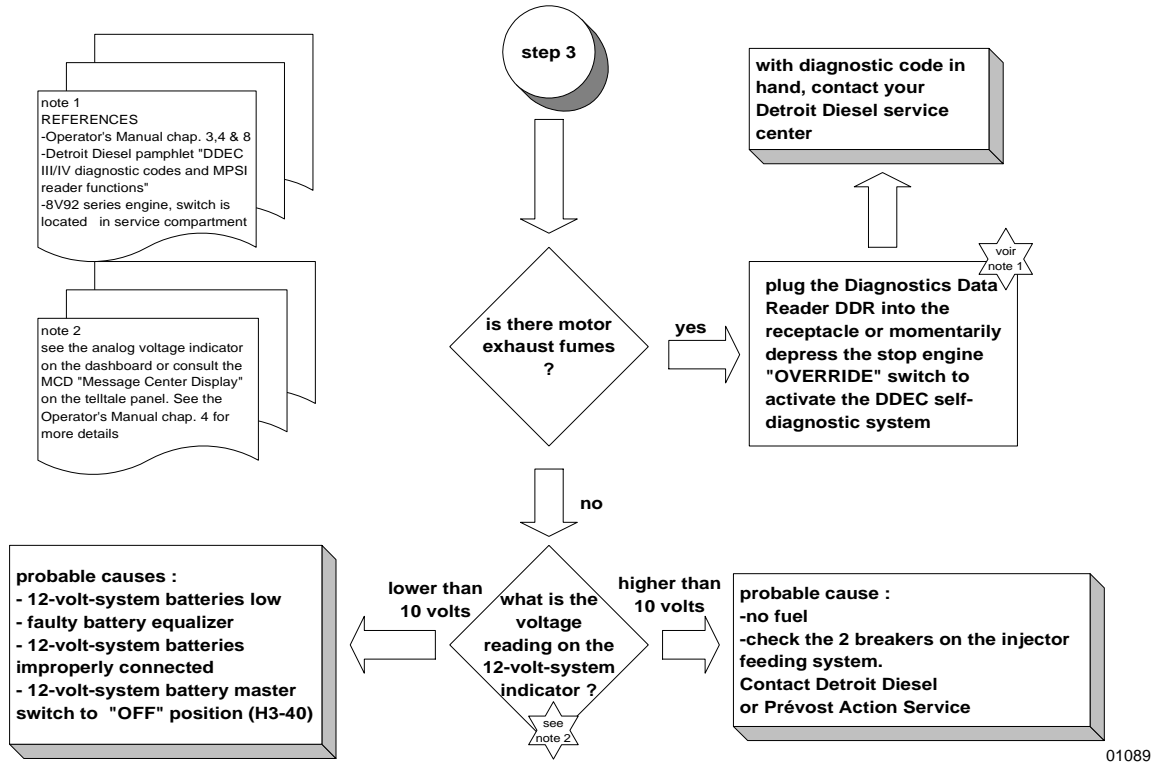 step 3
with diagnostic code in
hand, contact your
Detroit Diesel service
center
note 1
REFERENCES
-Operator's Manual chap. 3,4 & 8
-Detroit Diesel pamphlet "DDEC
III/IV diagnostic codes and MPSI
reader functions"
-8V92 series engine, switch is
located in service compartment
voir
note 1
plug the Diagnostics Data
Reader DDR into the
receptacle or momentarily
depress the stop engine
"OVERRIDE" switch to
activate the DDEC self-
diagnostic system
is there motor
exhaust fumes
?
yes
note 2
see the analog voltage indicator
on the dashboard or consult the
MCD "Message Center Display"
on the telltale panel. See the
Operator's Manual chap. 4 for
more details
no
probable causes :
- 12-volt-system batteries low
- faulty battery equalizer
- 12-volt-system batteries
improperly connected
- 12-volt-system battery master
switch to "OFF" position (H3-40)
lower than
10 volts
what is the
voltage
reading on the
12-volt-system
indicator ?
see
note 2
higher than
10 volts
probable cause :
-no fuel
-check the 2 breakers on the injector
feeding system.
Contact Detroit Diesel
or Prévost Action Service
01089